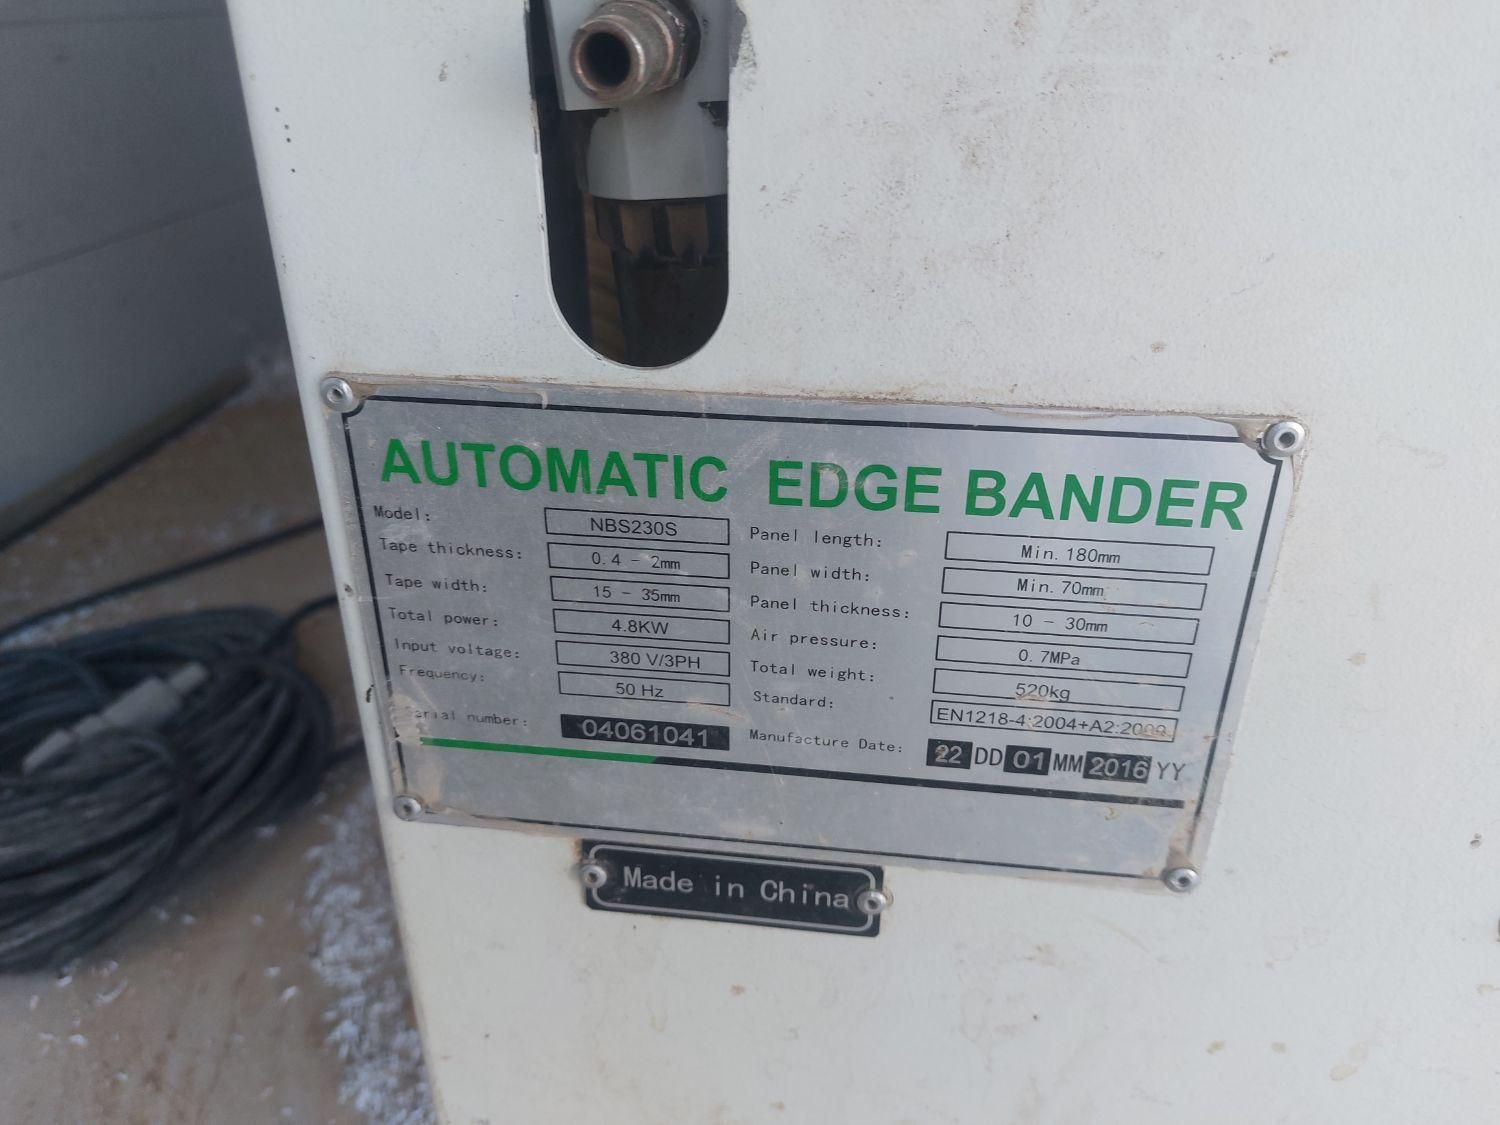 AUTOMATIC EDGE BANDER
Model: NBS230S Panel length: Min. 180mm
Tape thickness: 0.4 - 2mm Panel width: Min. 70mm
Tape width: 15 - 35mm Panel thickness: 10 - 30mm
Total power: 4.8KW Air pressure: 0.7MPa
Input voltage: 380 V/3PH Total weight: 520kg
Frequency: 50 Hz Standard: EN1218-4:2004+A2:2009
Serial number: 04061041 Manufacture Date: 22 DD 01 MM 2016 YY
Made in China